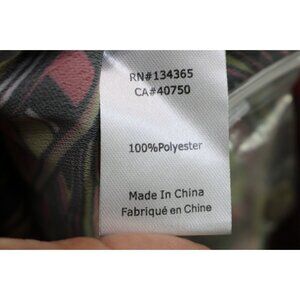 RN#134365
CA#40750
100%Polyester
Made In China
Fabriqué en Chine